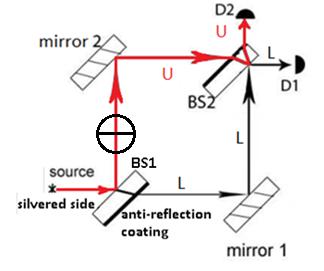 D2
mirror 2
U
L
D1
BS2
U
L
source
BS1
L
silvered side
anti-reflection
coating
mirror 1